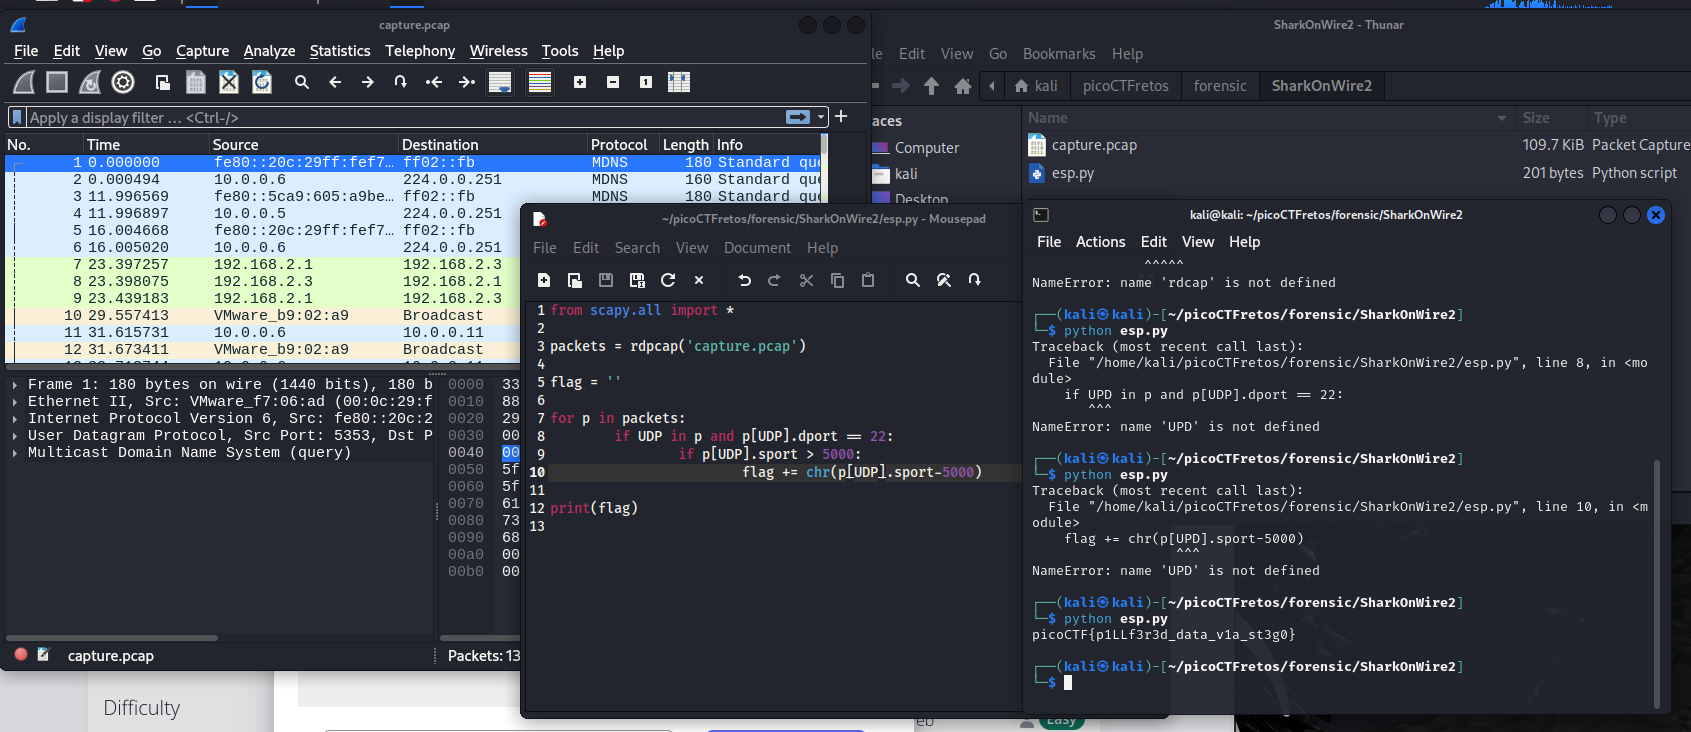 capture.pcap
File Edit View Go Capture Analyze Statistics Telephony Wireless Tools Help
Apply a display filter … <Ctrl-/>
No. Time Source Destination Protocol Length Info
1 0.000000 fe80::20c:29ff:fef7… ff02::fb MDNS 180 Standard que
2 0.000494 10.0.0.6 224.0.0.251 MDNS 160 Standard que
3 11.996569 fe80::5ca9:605:a9be… ff02::fb MDNS 180 Standard que
4 11.996897 10.0.0.5 224.0.0.251
5 16.004668 fe80::20c:29ff:fef7… ff02::fb
6 16.005020 10.0.0.6 224.0.0.251
7 23.397257 192.168.2.1 192.168.2.3
8 23.398075 192.168.2.3 192.168.2.1
9 23.439183 192.168.2.1 192.168.2.3
10 29.557413 VMware_b9:02:a9 Broadcast
11 31.615731 10.0.0.6 10.0.0.11
12 31.673411 VMware_b9:02:a9 Broadcast
Frame 1: 180 bytes on wire (1440 bits), 180 b
Ethernet II, Src: VMware_f7:06:ad (00:0c:29:f
Internet Protocol Version 6, Src: fe80::20c:2
User Datagram Protocol, Src Port: 5353, Dst P
Multicast Domain Name System (query)
0000 33
0010 88
0020 29
0030 00
0040 00
0050 5f
0060 5f
0070 61
0080 73
0090 68
00a0 00
00b0 00
capture.pcap
Packets: 13
Difficulty
SharkOnWire2 - Thunar
le Edit View Go Bookmarks Help
kali picoCTFretos forensic SharkOnWire2
aces
Computer
kali
Desktop
Name Size Type
capture.pcap 109.7 KiB Packet Capture
esp.py 201 bytes Python script
~/picoCTFretos/forensic/SharkOnWire2/esp.py - Mousepad
File Edit Search View Document Help
1 from scapy.all import *
2
3 packets = rdpcap('capture.pcap')
4
5 flag = ''
6
7 for p in packets:
8 if UDP in p and p[UDP].dport == 22:
9 if p[UDP].sport > 5000:
10 flag += chr(p[UDP].sport-5000)
11
12 print(flag)
13
kali@kali: ~/picoCTFretos/forensic/SharkOnWire2
File Actions Edit View Help
^^^^^
NameError: name 'rdcap' is not defined
┌──(kali㉿kali)-[~/picoCTFretos/forensic/SharkOnWire2]
└─$ python esp.py
Traceback (most recent call last):
File "/home/kali/picoCTFretos/forensic/SharkOnWire2/esp.py", line 8, in <mo
dule>
if UPD in p and p[UDP].dport == 22:
^^^
NameError: name 'UPD' is not defined
┌──(kali㉿kali)-[~/picoCTFretos/forensic/SharkOnWire2]
└─$ python esp.py
Traceback (most recent call last):
File "/home/kali/picoCTFretos/forensic/SharkOnWire2/esp.py", line 10, in <m
odule>
flag += chr(p[UPD].sport-5000)
^^^
NameError: name 'UPD' is not defined
┌──(kali㉿kali)-[~/picoCTFretos/forensic/SharkOnWire2]
└─$ python esp.py
picoCTF{p1LLf3r3d_data_v1a_st3g0}
┌──(kali㉿kali)-[~/picoCTFretos/forensic/SharkOnWire2]
└─$
eb
Easy